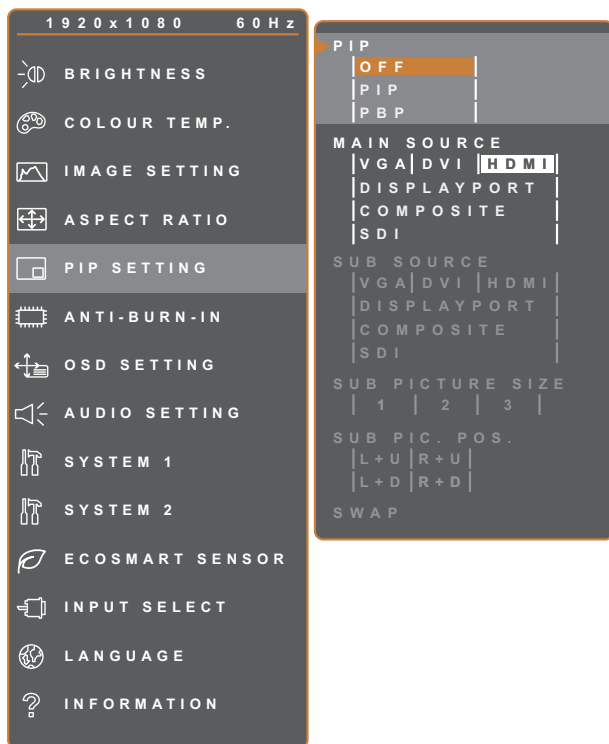 1920x1080 60Hz
BRIGHTNESS
COLOUR TEMP.
IMAGE SETTING
ASPECT RATIO
PIP SETTING
ANTI-BURN-IN
OSD SETTING
AUDIO SETTING
SYSTEM 1
SYSTEM 2
ECOSMART SENSOR
INPUT SELECT
LANGUAGE
INFORMATION
PIP
OFF
PIP
PBP
MAIN SOURCE
VGA DVI HDMI
DISPLAYPORT
COMPOSITE
SDI
SUB SOURCE
VGA DVI HDMI
DISPLAYPORT
COMPOSITE
SDI
SUB PICTURE SIZE
1 2 3
SUB PIC. POS.
L+U R+U
L+D R+D
SWAP